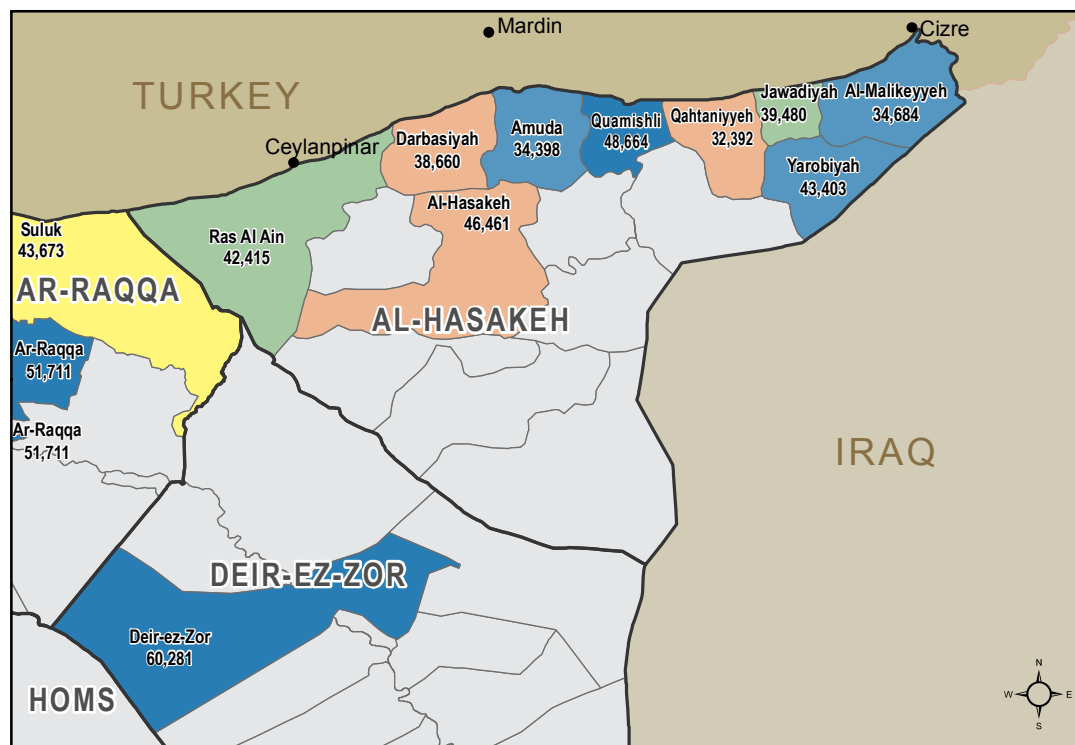 Mardin
Cizre
TURKEY
Jawadiyah
39,480
Al-Malikeyyeh
34,684
Ceylanpinar
Darbasiyah
38,660
Amuda
34,398
Quamishli
48,664
Qahtaniyyeh
32,392
Yarobiyah
43,403
Suluk
43,673
Ras Al Ain
42,415
Al-Hasakeh
46,461
AR-RAQQA
AL-HASAKEH
Ar-Raqqa
51,711
Ar-Raqqa
51,711
IRAQ
DEIR-EZ-ZOR
Deir-ez-Zor
60,281
HOMS
N
W E
S